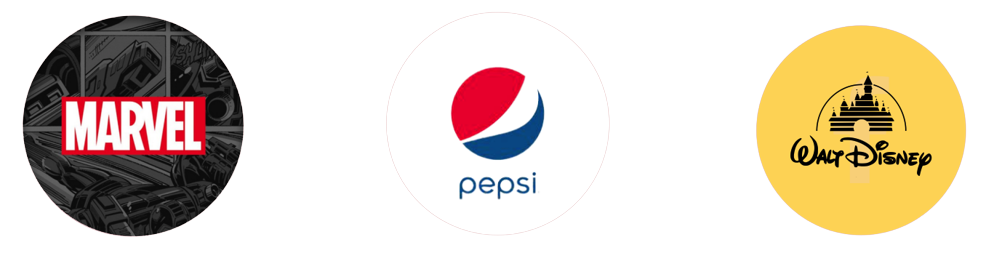 MARVEL
pepsi
WALT DISNEY